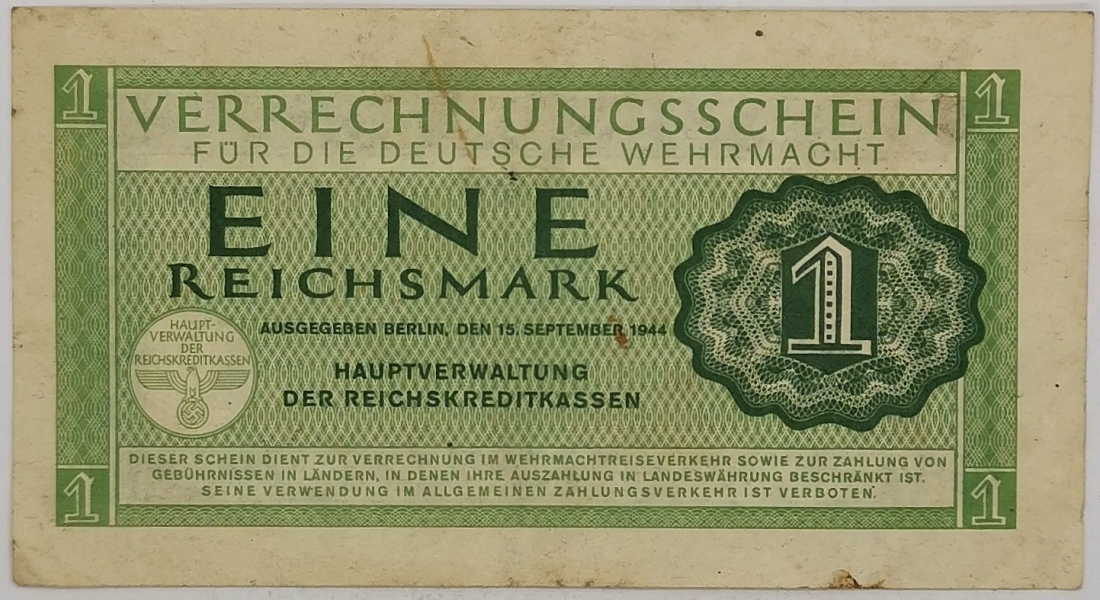 1
1
VERRECHNUNGSSCHEIN
FÜR DIE DEUTSCHE WEHRMACHT
EINE
REICHSMARK
AUSGEGEBEN BERLIN, DEN 15. SEPTEMBER 1944
HAUPTVERWALTUNG
DER REICHSKREDITKASSEN
HAUPT-
VERWALTUNG
DER
REICHSKREDITKASSEN
1
DIESER SCHEIN DIENT ZUR VERRECHNUNG IM WEHRMACHTREISEVERKEHR SOWIE ZUR ZAHLUNG VON
GEBÜHRNISSEN IN LÄNDERN, IN DENEN IHRE AUSZAHLUNG IN LANDESWÄHRUNG BESCHRÄNKT IST.
SEINE VERWENDUNG IM ALLGEMEINEN ZAHLUNGSVERKEHR IST VERBOTEN.
1
1